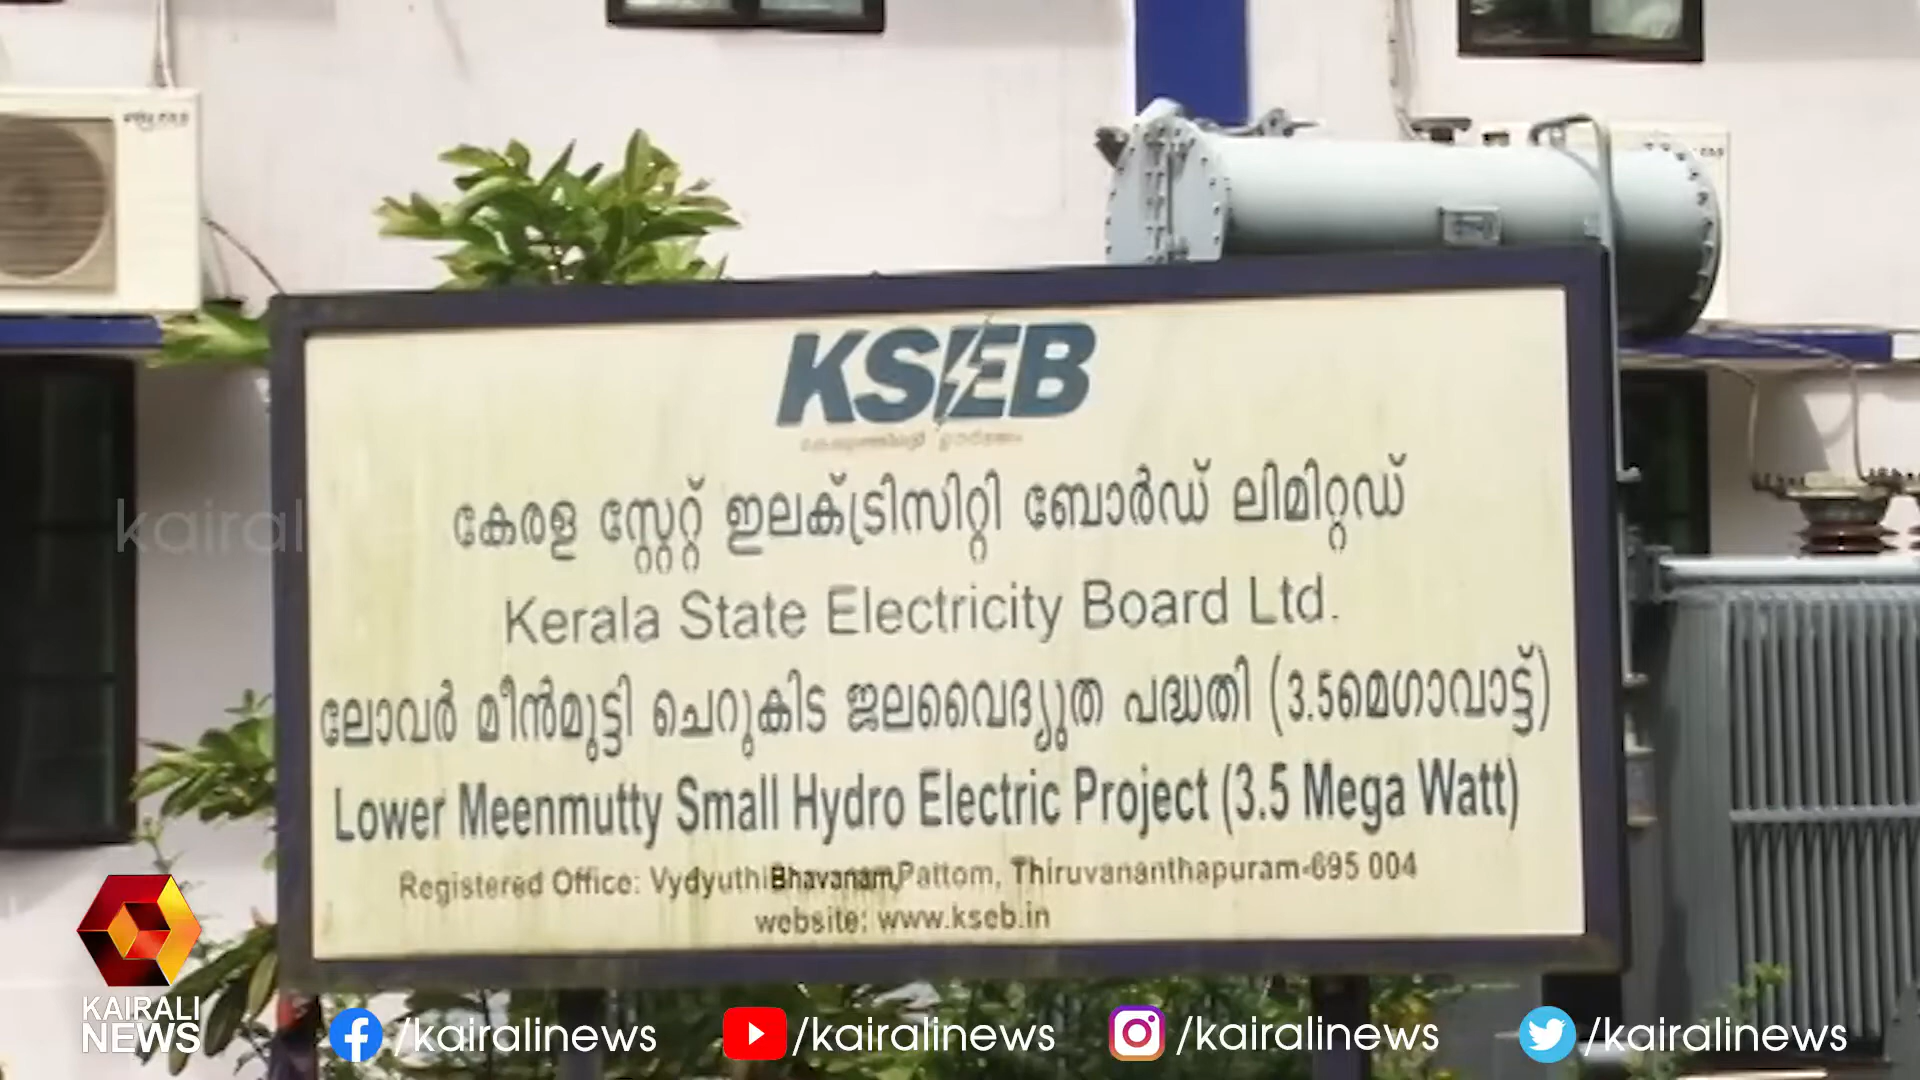 KSEB
കേരള സ്റ്റേറ്റ് ഇലക്ട്രിസിറ്റി ബോർഡ് ലിമിറ്റഡ്
Kerala State Electricity Board Ltd.
ലോവർ മീൻമുട്ടി ചെറുകിട ജലവൈദ്യുത പദ്ധതി (3.5മെഗാവാട്ട്)
Lower Meenmutty Small Hydro Electric Project (3.5 Mega Watt)
Registered Office: Vydyuthi Bhavanam, Pattom, Thiruvananthapuram-695 004
website: www.kseb.in
kairali
KAIRALI
NEWS
/kairalinews
/kairalinews
/kairalinews
/kairalinews